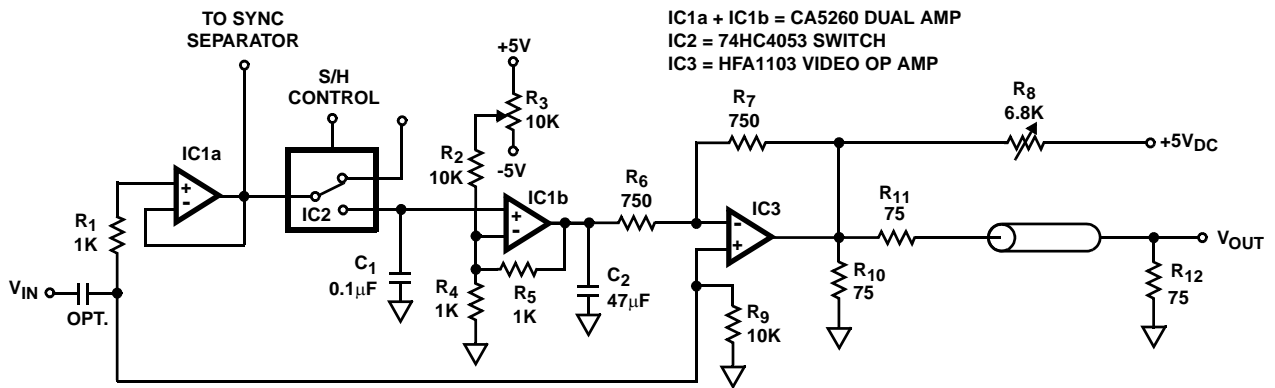 TO SYNC
SEPARATOR
S/H
CONTROL
IC1a + IC1b = CA5260 DUAL AMP
IC2 = 74HC4053 SWITCH
IC3 = HFA1103 VIDEO OP AMP
+5V
R3
10K
-5V
R2
10K
R7
750
R8
6.8K
+5VDC
IC1a
+
-
R1
1K
IC2
IC1b
+
-
R6
750
IC3
-
+
R11
75
VOUT
C1
0.1µF
R4
1K
R5
1K
C2
47µF
R10
75
R12
75
R9
10K
VIN
OPT.